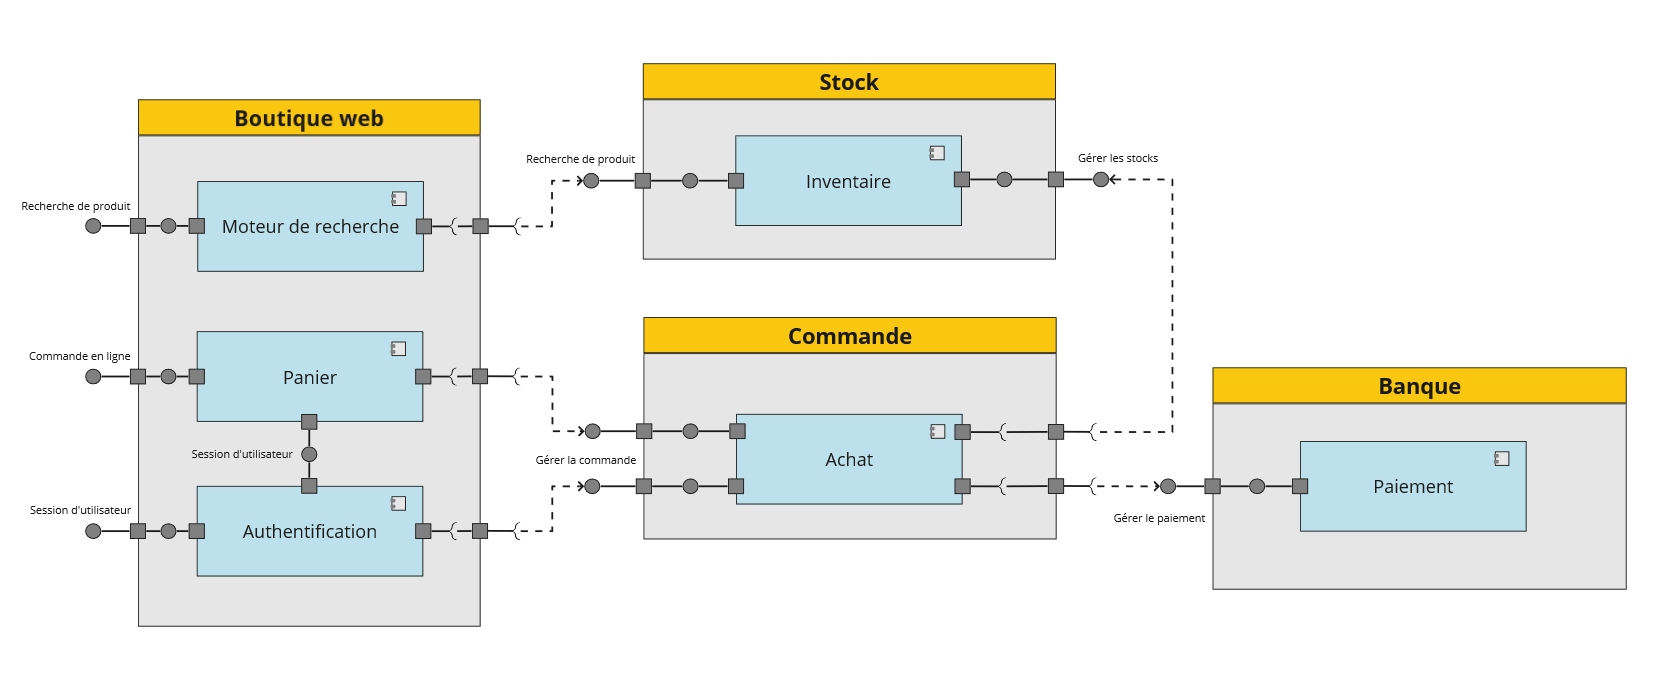 Stock
Boutique web
Recherche de produit
Gérer les stocks
Inventaire
Recherche de produit
Moteur de recherche
Commande
Commande en ligne
Panier
Banque
Session d'utilisateur
Gérer la commande
Achat
Paiement
Session d'utilisateur
Authentification
Gérer le paiement